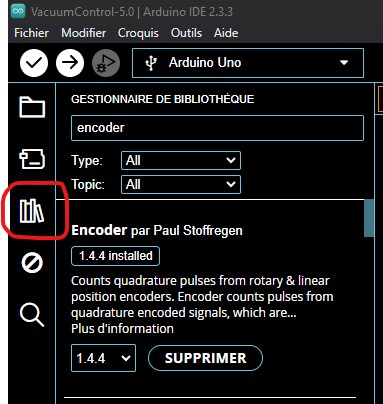 VacuumControl-5.0 | Arduino IDE 2.3.3
Fichier Modifier Croquis Outils Aide
Arduino Uno
GESTIONNAIRE DE BIBLIOTHÉQUE
encoder
Type: All
Topic: All
Encoder par Paul Stoffregen
1.4.4 installed
Counts quadrature pulses from rotary & linear
position encoders. Encoder counts pulses from
quadrature encoded signals, which are...
Plus d'information
1.4.4 SUPPRIMER